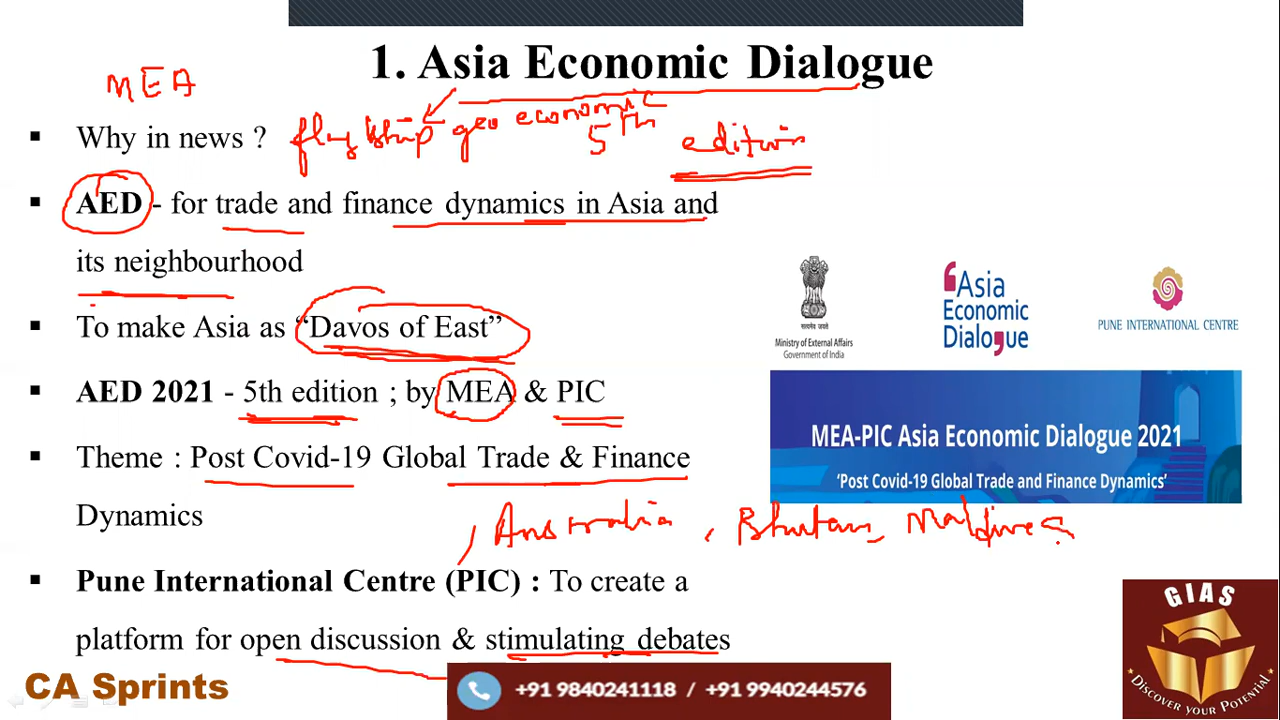 1. Asia Economic Dialogue
MEA
Why in news ? flagship geo economic
5th edition
AED - for trade and finance dynamics in Asia and
its neighbourhood
To make Asia as “Davos of East”
AED 2021 - 5th edition ; by MEA & PIC
Theme : Post Covid-19 Global Trade & Finance
Dynamics
, Australia , Bhutan, Maldives
Pune International Centre (PIC) : To create a
platform for open discussion & stimulating debates
सत्यमेव जयते
Ministry of External Affairs
Government of India
Asia
Economic
Dialogue
PUNE INTERNATIONAL CENTRE
MEA-PIC Asia Economic Dialogue 2021
‘Post Covid-19 Global Trade and Finance Dynamics’
GIAS
DISCOVER YOUR POTENTIAL
CA Sprints
+91 9840241118 / +91 9940244576